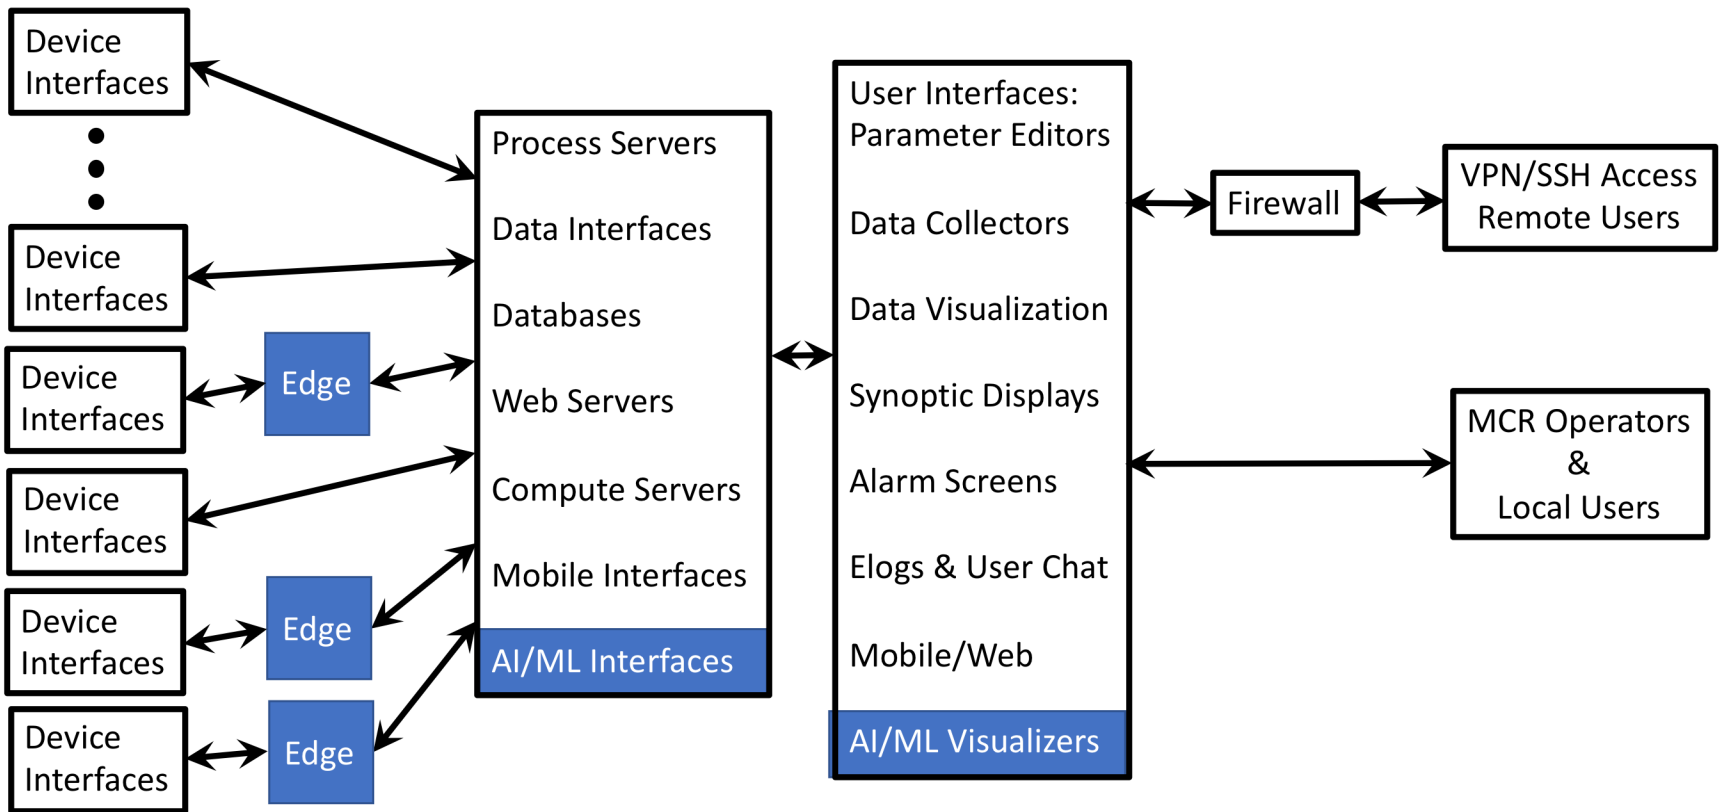 Device
Interfaces
Device
Interfaces
Device
Interfaces
Edge
Device
Interfaces
Device
Interfaces
Edge
Device
Interfaces
Edge
Process Servers
Data Interfaces
Databases
Web Servers
Compute Servers
Mobile Interfaces
AI/ML Interfaces
User Interfaces:
Parameter Editors
Data Collectors
Data Visualization
Synoptic Displays
Alarm Screens
Elogs & User Chat
Mobile/Web
AI/ML Visualizers
Firewall
VPN/SSH Access
Remote Users
MCR Operators
&
Local Users